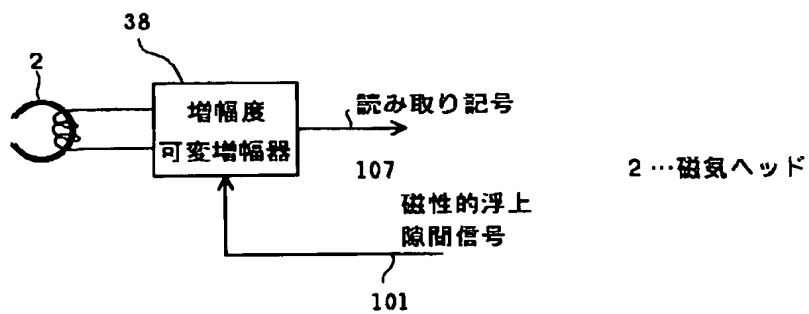 38
2
増幅度
可変増幅器
読み取り記号
107
2…磁気ヘッド
磁性的浮上
隙間信号
101